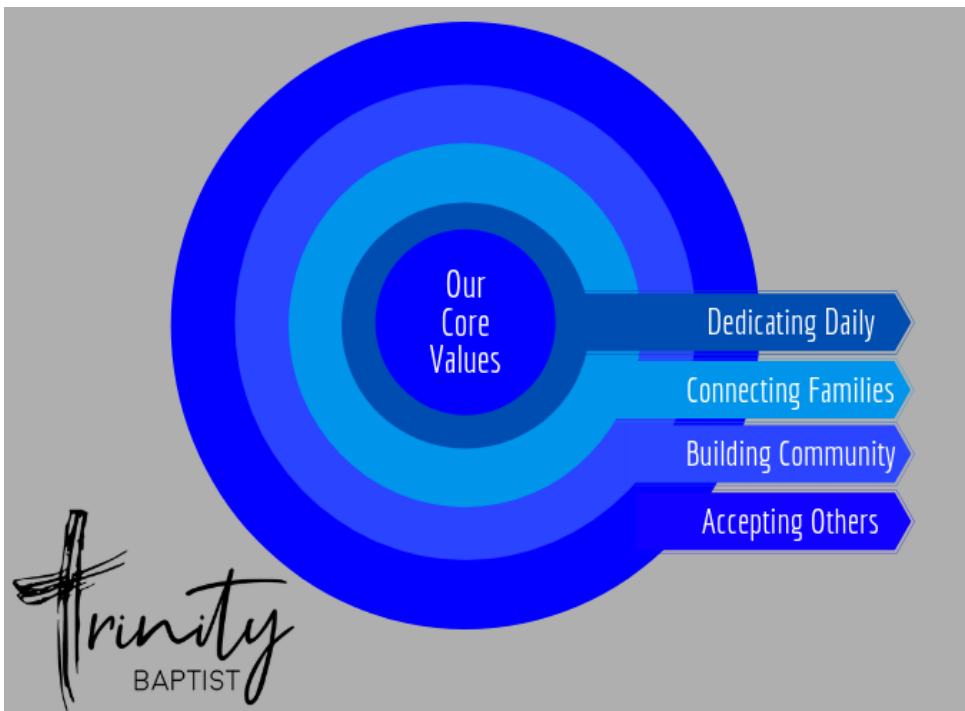 Our
Core
Values
Dedicating Daily
Connecting Families
Building Community
Accepting Others
Trinity
BAPTIST